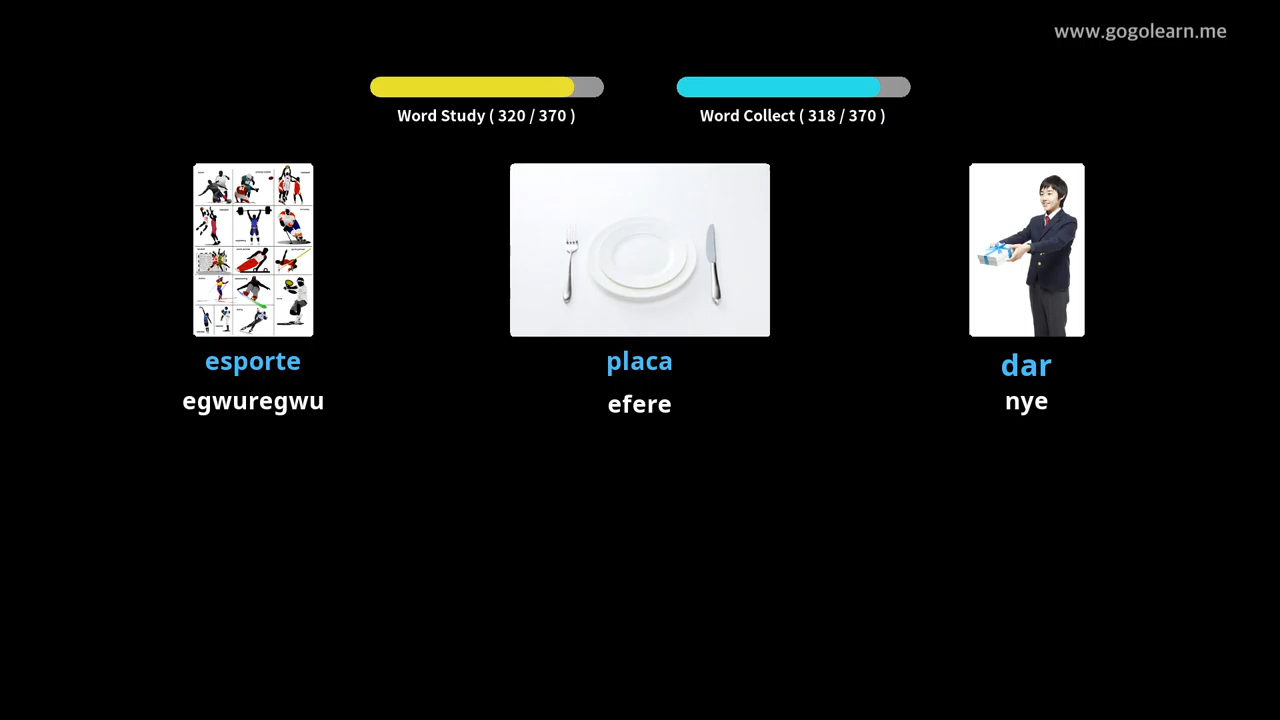 www.gogolearn.me
Word Study ( 320 / 370 )
Word Collect ( 318 / 370 )
esporte
placa
dar
egwuregwu
efere
nye